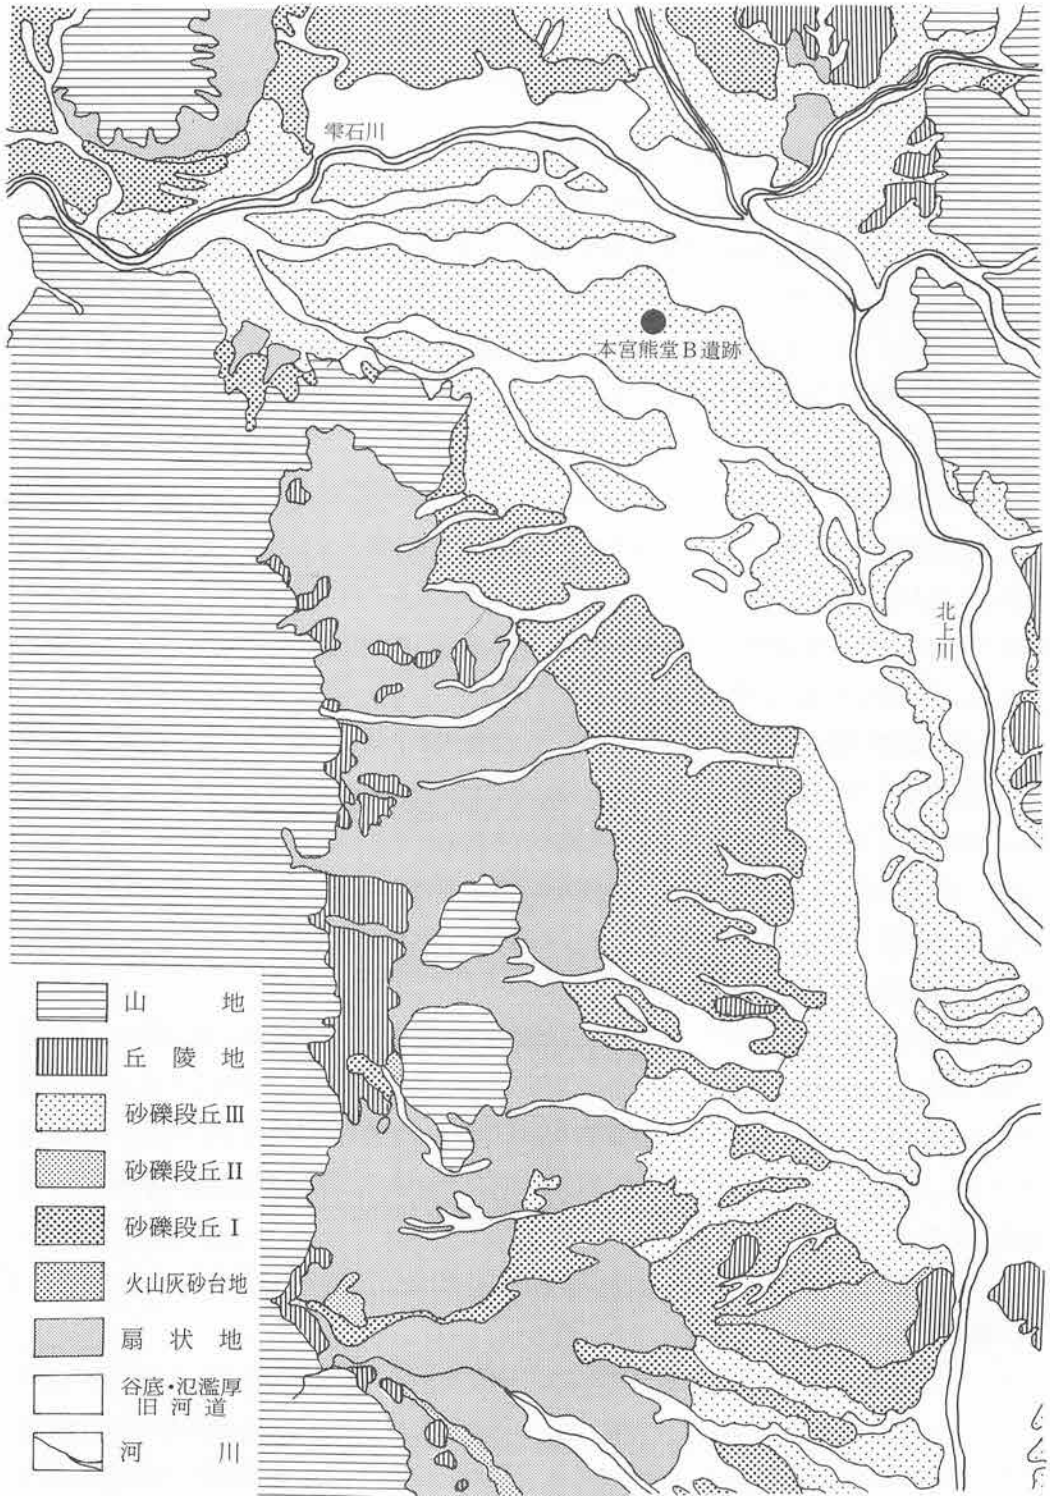 雫石川
本宮熊堂B遺跡
北上川
山地
丘陵地
砂礫段丘III
砂礫段丘II
砂礫段丘I
火山灰砂台地
扇状地
谷底・氾濫厚
旧河道
河川